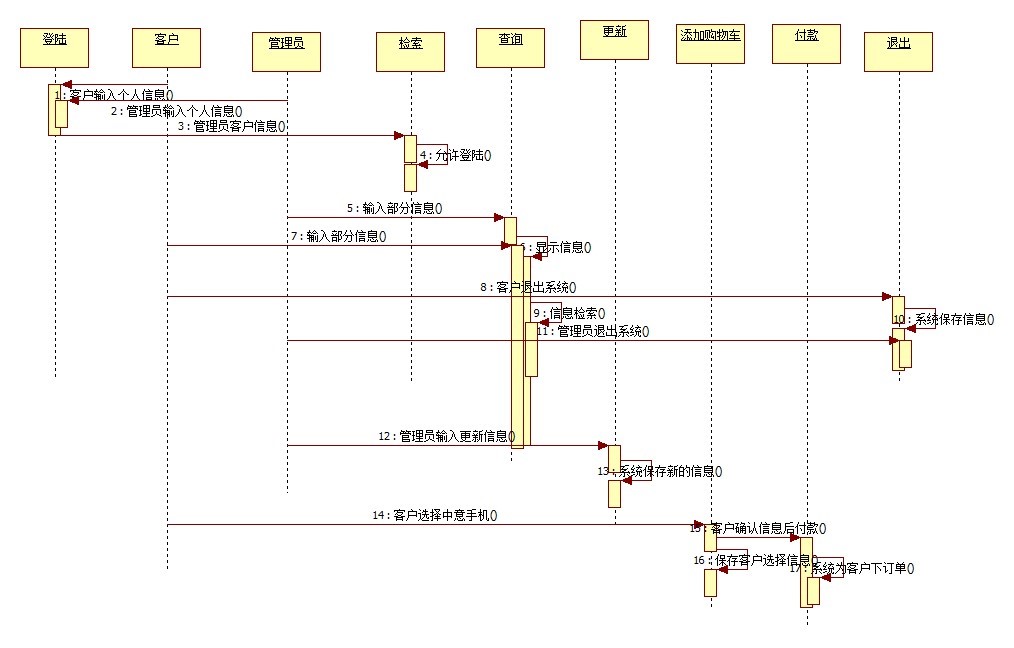 登陆
客户
管理员
检索
查询
更新
添加购物车
付款
退出
1 : 客户输入个人信息()
2 : 管理员输入个人信息()
3 : 管理员客户信息()
4 : 允许登陆()
5 : 输入部分信息()
7 : 输入部分信息()
6 : 显示信息()
8 : 客户退出系统()
9 : 信息检索()
10 : 系统保存信息()
11 : 管理员退出系统()
12 : 管理员输入更新信息()
13 : 系统保存新的信息()
14 : 客户选择中意手机()
15 : 客户确认信息后付款()
16 : 保存客户选择信息()
17 : 系统为客户下订单()